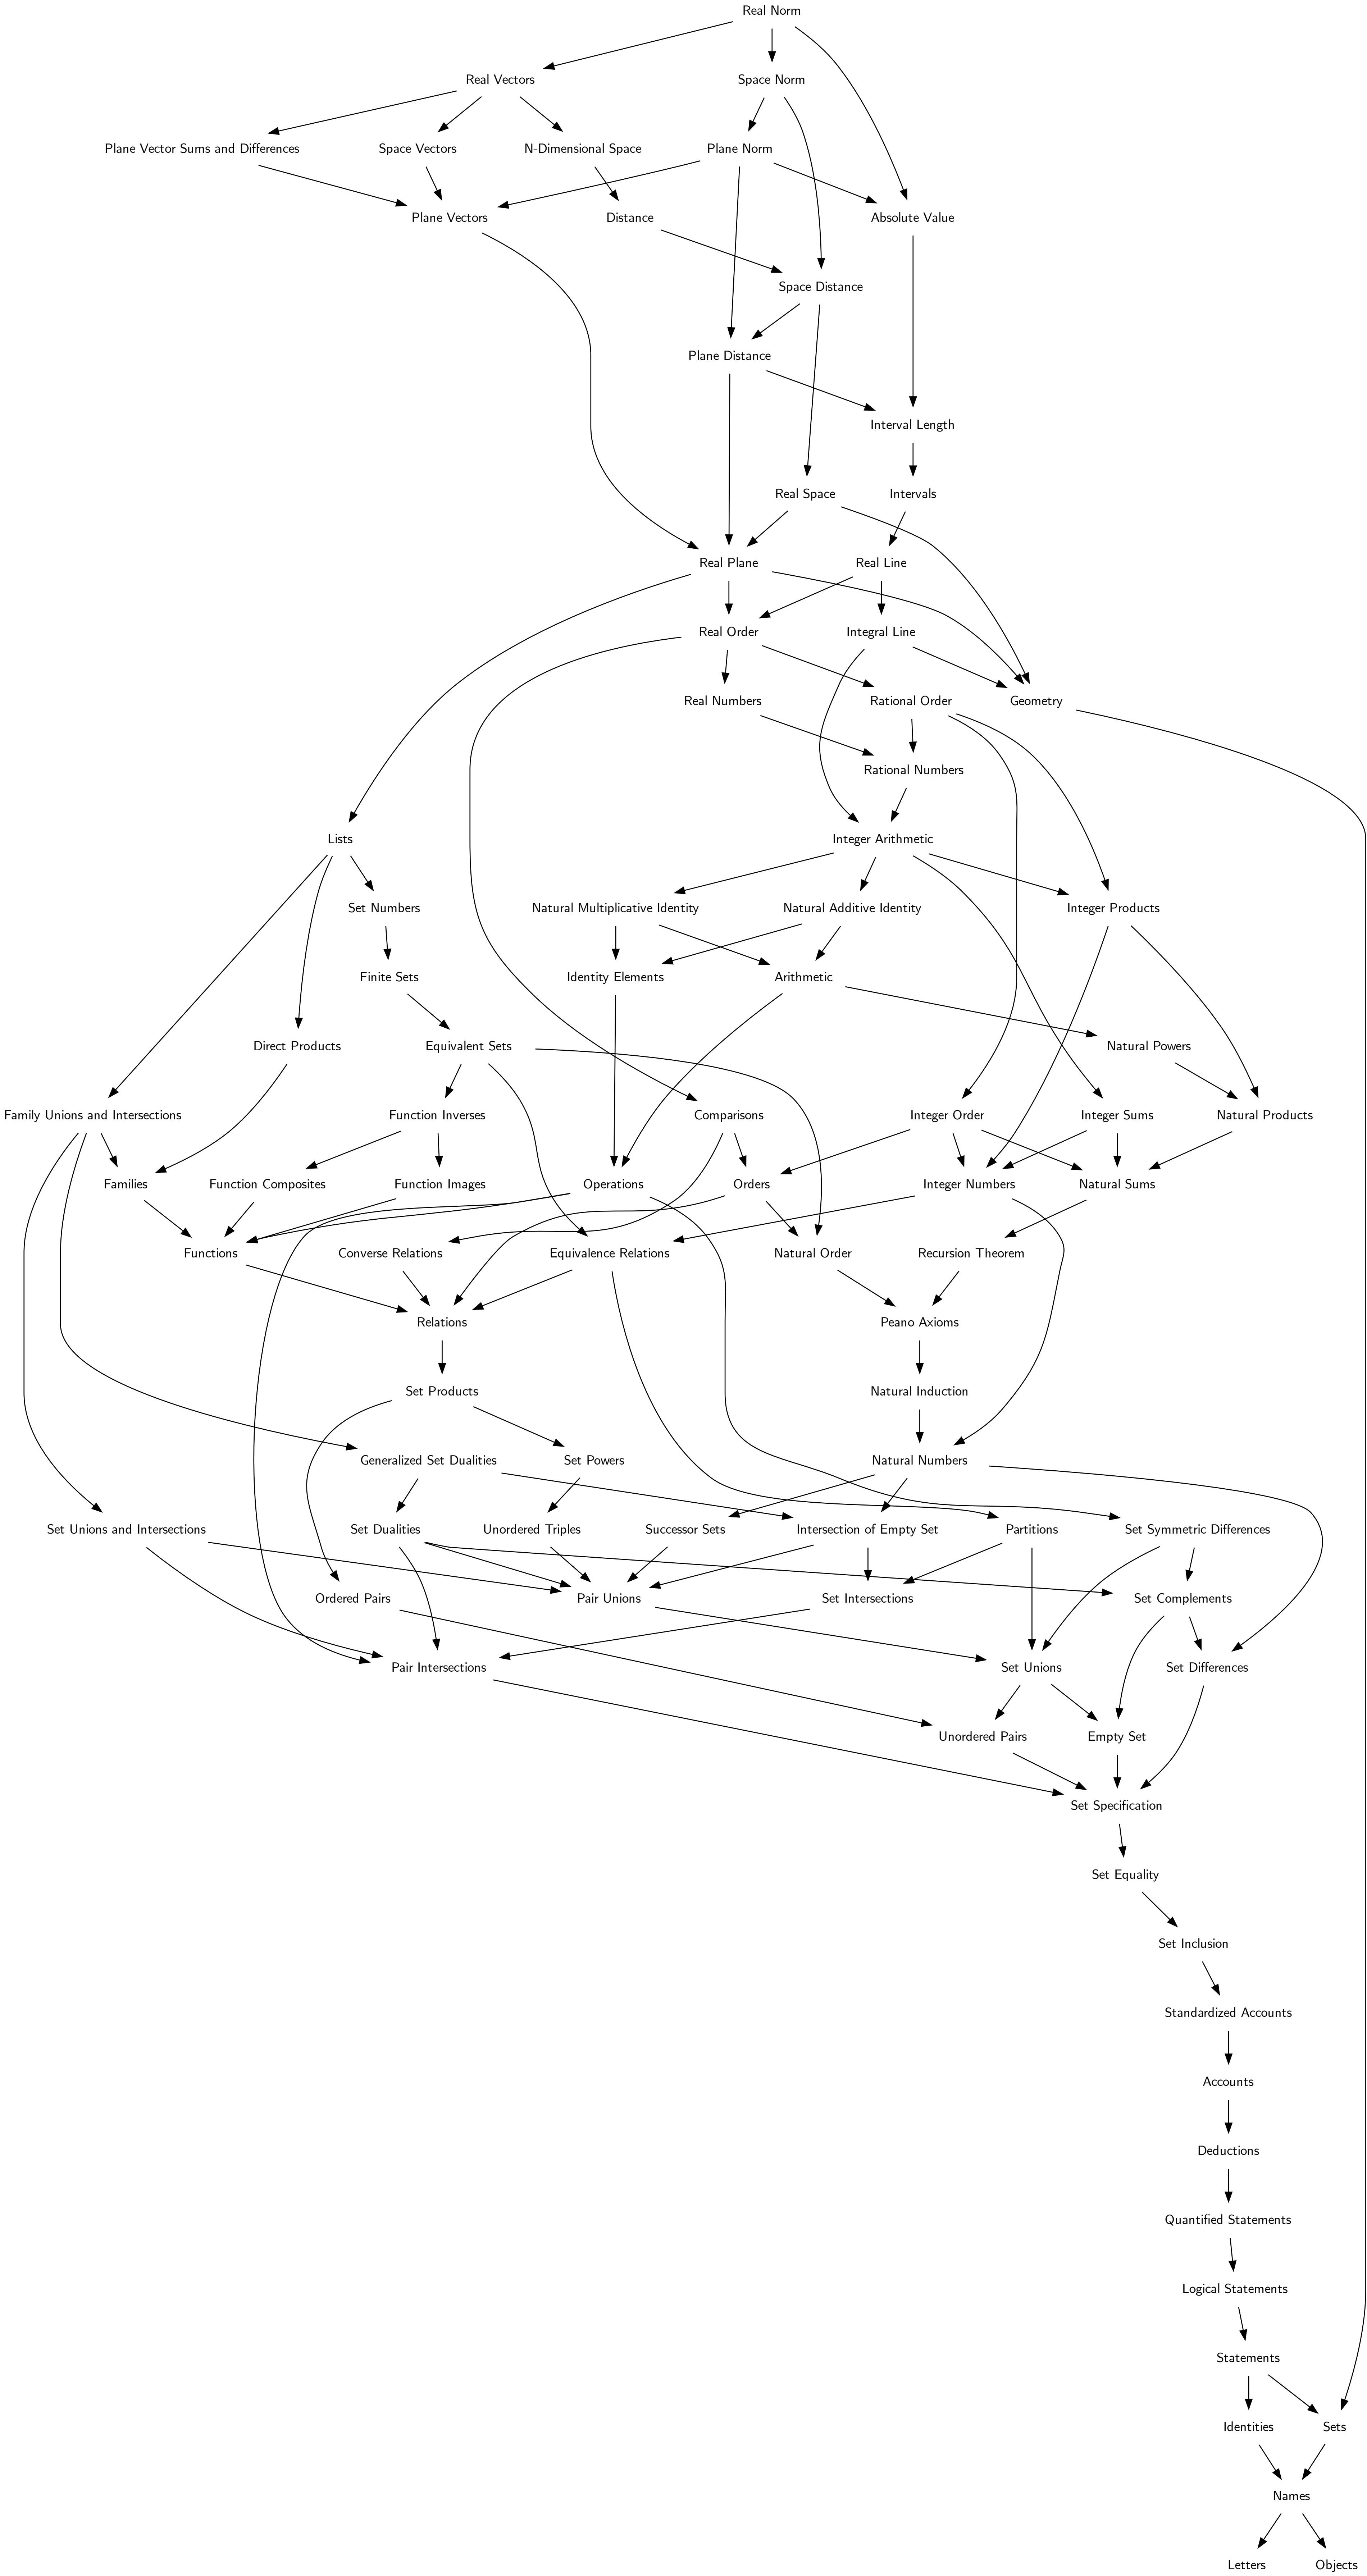 Real Norm
Real Vectors
Space Norm
Plane Vector Sums and Differences
Space Vectors
N-Dimensional Space
Plane Norm
Plane Vectors
Distance
Absolute Value
Space Distance
Plane Distance
Interval Length
Real Space
Intervals
Real Plane
Real Line
Real Order
Integral Line
Real Numbers
Rational Order
Geometry
Rational Numbers
Lists
Integer Arithmetic
Set Numbers
Natural Multiplicative Identity
Natural Additive Identity
Integer Products
Finite Sets
Identity Elements
Arithmetic
Direct Products
Equivalent Sets
Natural Powers
Family Unions and Intersections
Function Inverses
Comparisons
Integer Order
Integer Sums
Natural Products
Families
Function Composites
Function Images
Operations
Orders
Integer Numbers
Natural Sums
Functions
Converse Relations
Equivalence Relations
Natural Order
Recursion Theorem
Relations
Peano Axioms
Set Products
Natural Induction
Generalized Set Dualities
Set Powers
Natural Numbers
Set Unions and Intersections
Set Dualities
Unordered Triples
Successor Sets
Intersection of Empty Set
Partitions
Set Symmetric Differences
Ordered Pairs
Pair Unions
Set Intersections
Set Complements
Pair Intersections
Set Unions
Set Differences
Unordered Pairs
Empty Set
Set Specification
Set Equality
Set Inclusion
Standardized Accounts
Accounts
Deductions
Quantified Statements
Logical Statements
Statements
Identities
Sets
Names
Letters
Objects